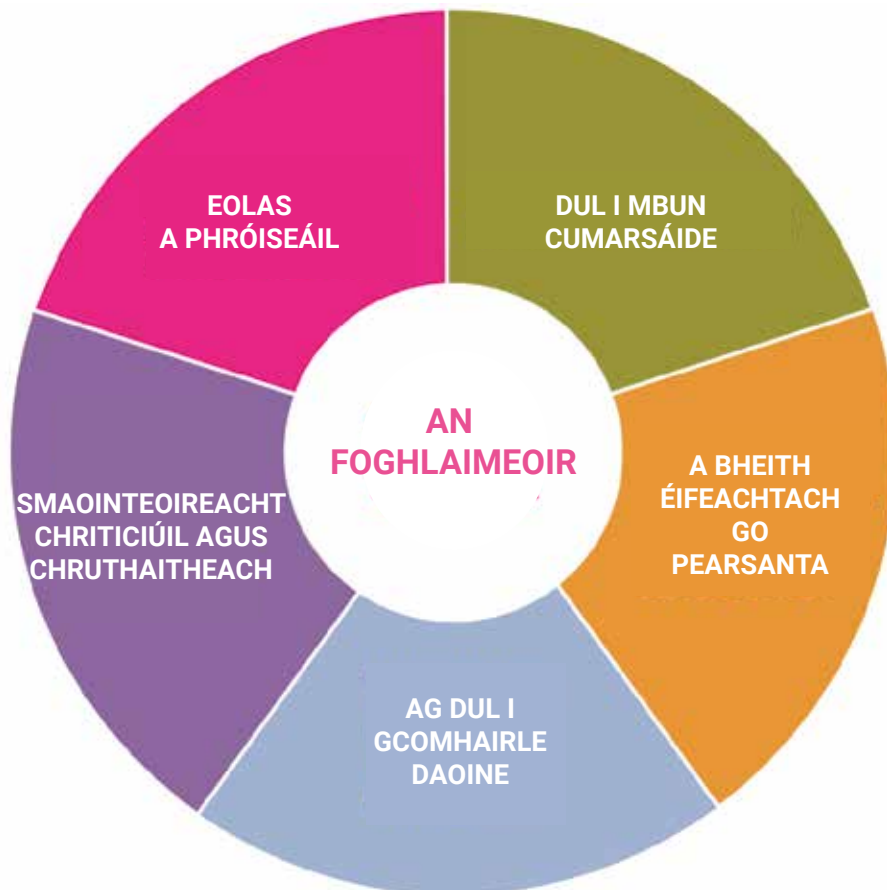 EOLAS
A PHRÓISEÁIL
DUL I MBUN
CUMARSÁIDE
AN
FOGHLAIMEOIR
A BHEITH
ÉIFEACHTACH
GO
PEARSANTA
SMAOINTEOIREACHT
CHRITICIÚIL AGUS
CHRUTHAITHEACH
AG DUL I
GCOMHAIRLE
DAOINE